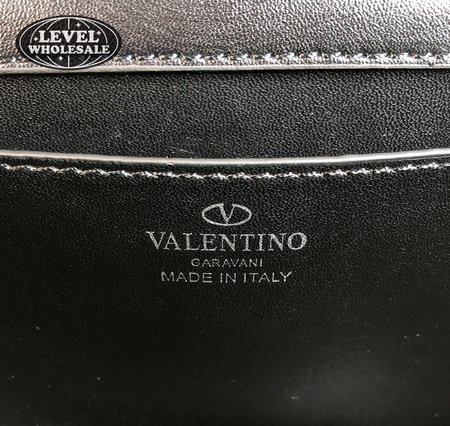 LEVEL
WHOLESALE
V
VALENTINO
GARAVANI
MADE IN ITALY